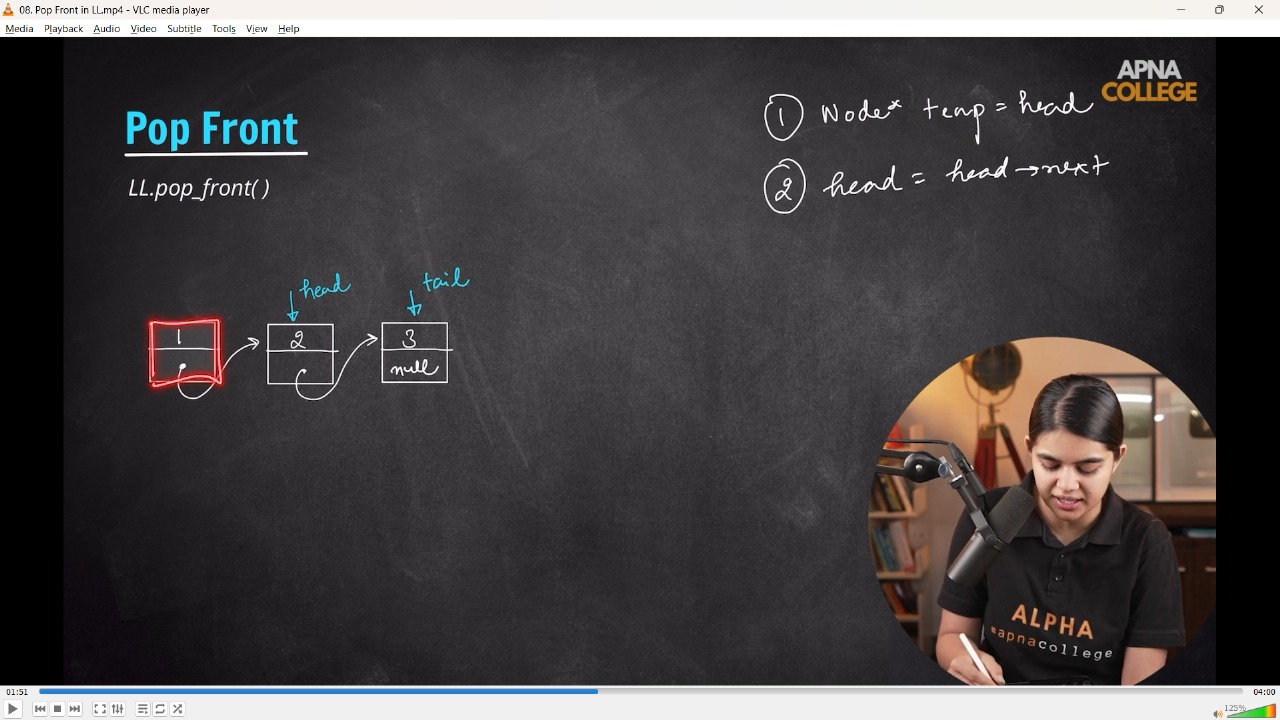 08. Pop Front in LL.mp4 - VLC media player
Media Playback Audio Video Subtitle Tools View Help
APNA
COLLEGE
Pop Front
LL.pop_front( )
1 Node* temp = head
2 head = head → next
head
tail
1
2
3
null
ALPHA
#apnacollege
01:51
04:00
125%